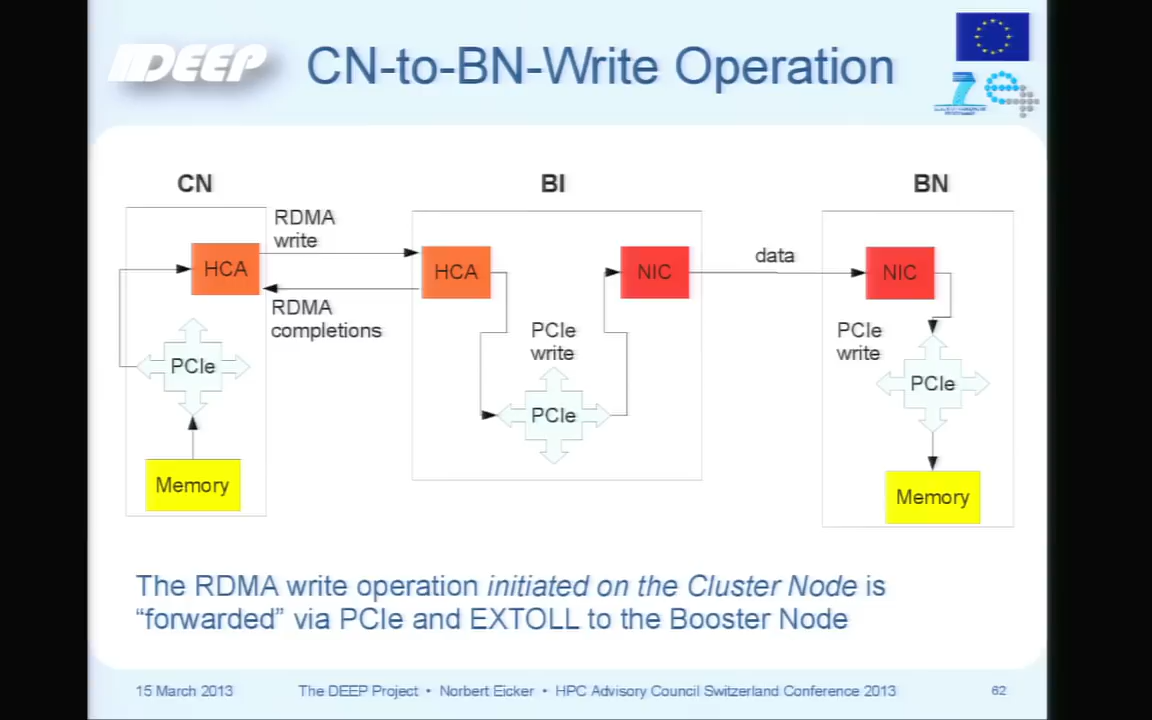 DEEP
CN-to-BN-Write Operation
CN
BI
BN
RDMA
write
HCA
HCA
NIC
data
NIC
RDMA
completions
PCIe
write
PCIe
write
PCIe
PCIe
PCIe
Memory
Memory
The RDMA write operation initiated on the Cluster Node is
“forwarded” via PCIe and EXTOLL to the Booster Node
15 March 2013
The DEEP Project • Norbert Eicker • HPC Advisory Council Switzerland Conference 2013
62